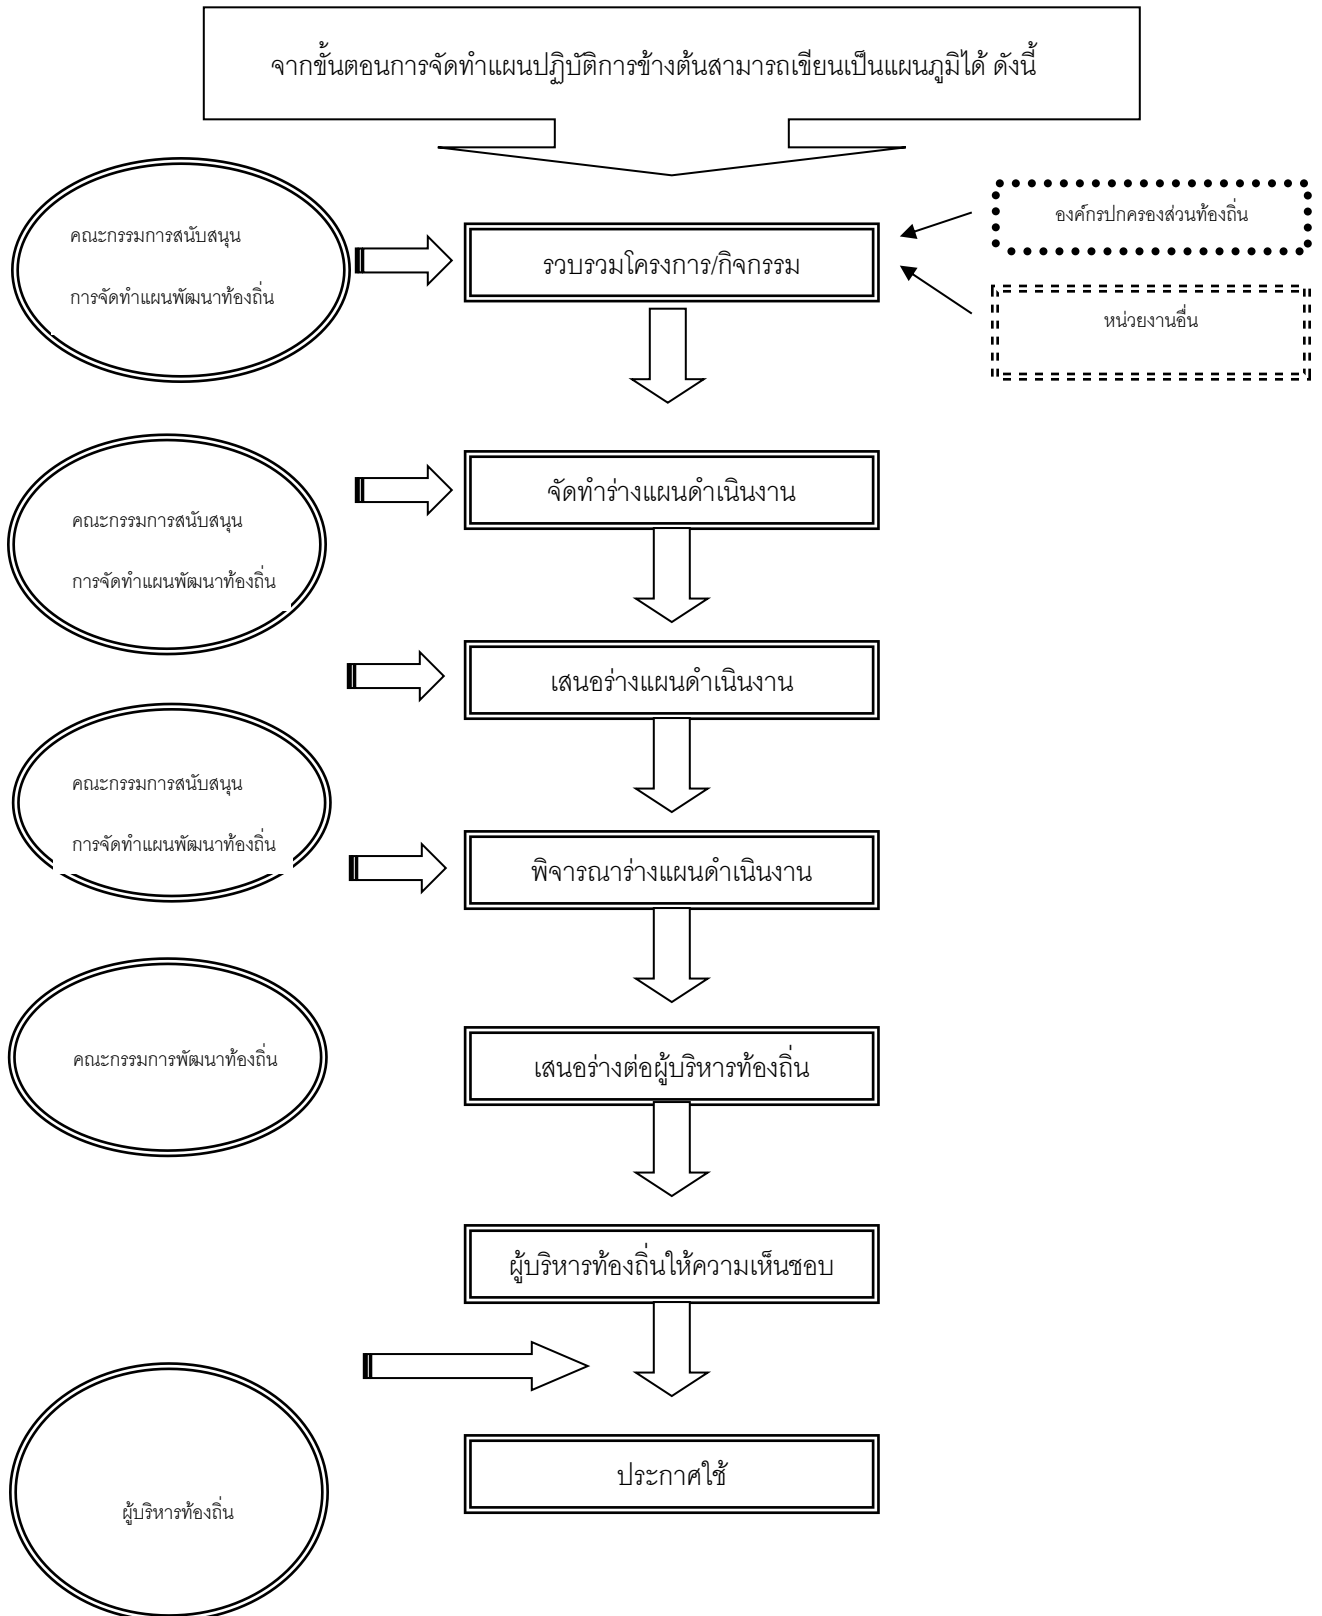 จากขั้นตอนการจัดทำแผนปฏิบัติการข้างต้นสามารถเขียนเป็นแผนภูมิได้ ดังนี้
คณะกรรมการสนับสนุน
การจัดทำแผนพัฒนาท้องถิ่น
รวบรวมโครงการ/กิจกรรม
องค์กรปกครองส่วนท้องถิ่น
หน่วยงานอื่น
คณะกรรมการสนับสนุน
การจัดทำแผนพัฒนาท้องถิ่น
จัดทำร่างแผนดำเนินงาน
เสนอร่างแผนดำเนินงาน
คณะกรรมการสนับสนุน
การจัดทำแผนพัฒนาท้องถิ่น
พิจารณาร่างแผนดำเนินงาน
คณะกรรมการพัฒนาท้องถิ่น
เสนอร่างต่อผู้บริหารท้องถิ่น
ผู้บริหารท้องถิ่นให้ความเห็นชอบ
ประกาศใช้
ผู้บริหารท้องถิ่น